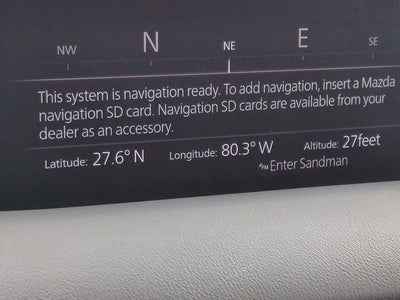 NW N NE E SE
This system is navigation ready. To add navigation, insert a Mazda
navigation SD card. Navigation SD cards are available from your
dealer as an accessory.
Latitude: 27.6° N Longitude: 80.3° W Altitude: 27feet
FM Enter Sandman